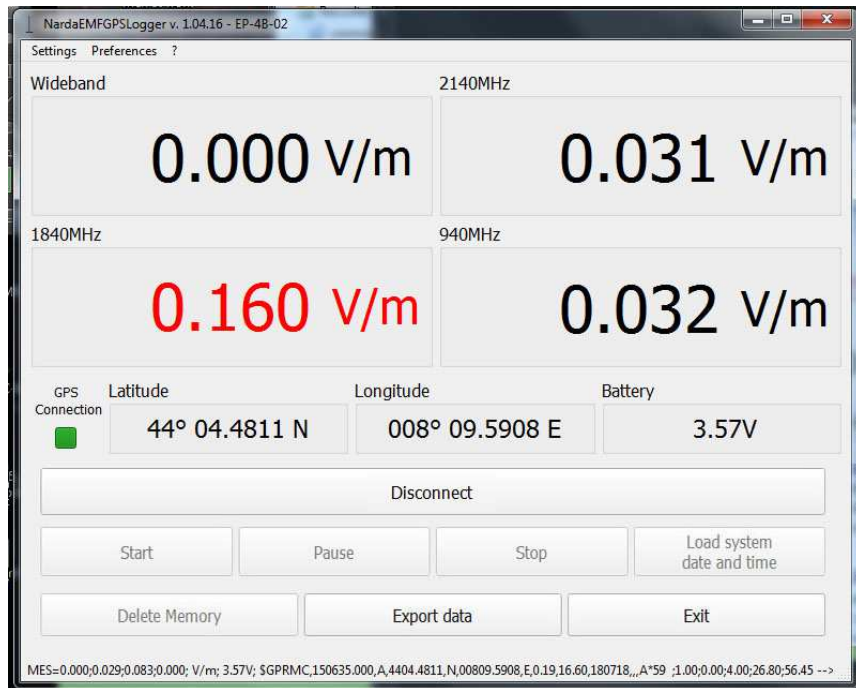 NardaEMFGPSLogger v. 1.04.16 - EP-4B-02
Settings Preferences ?
Wideband 2140MHz
0.000 V/m 0.031 V/m
1840MHz 940MHz
0.160 V/m 0.032 V/m
GPS Connection Latitude Longitude Battery
44° 04.4811 N 008° 09.5908 E 3.57V
Disconnect
Start Pause Stop Load system date and time
Delete Memory Export data Exit
MES=0.000;0.029;0.083;0.000; V/m; 3.57V; $GPRMC,150635.000,A,4404.4811,N,00809.5908,E,0.19,16.60,180718,,,A*59 ;1.00;0.00;4.00;26.80;56.45 -->